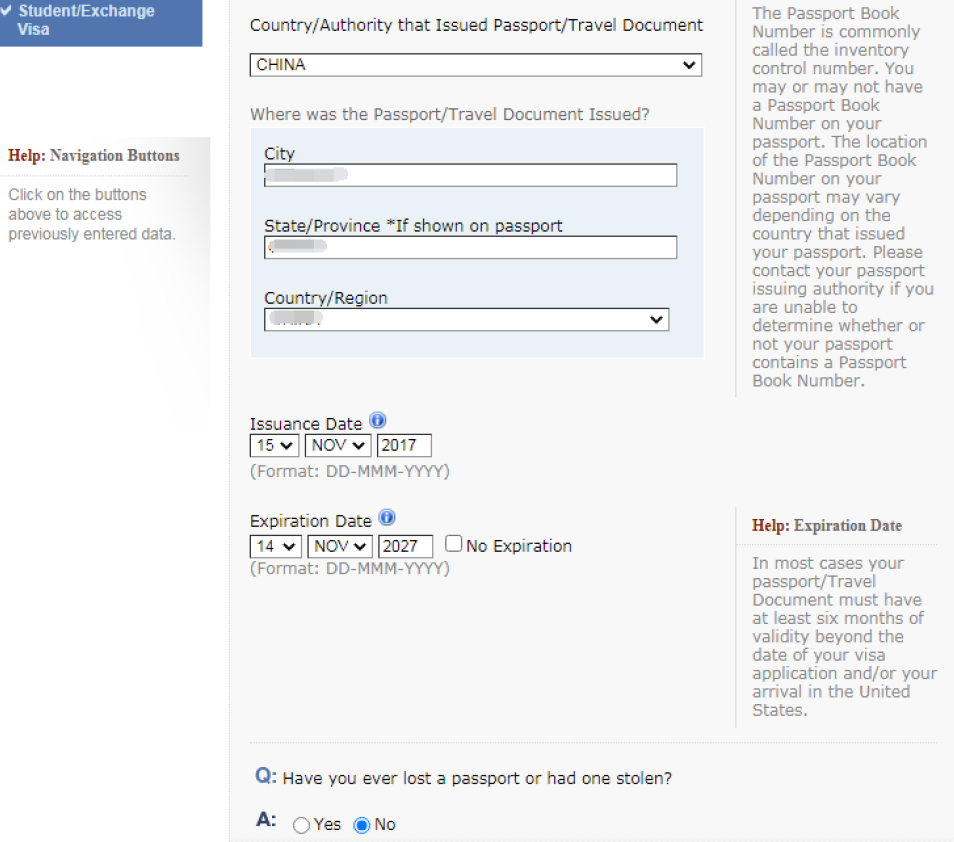 Student/Exchange
Visa
Help: Navigation Buttons
Click on the buttons
above to access
previously entered data.
Country/Authority that Issued Passport/Travel Document
CHINA
Where was the Passport/Travel Document Issued?
City
State/Province *If shown on passport
Country/Region
Issuance Date
15 NOV 2017
(Format: DD-MMM-YYYY)
Expiration Date
14 NOV 2027 No Expiration
(Format: DD-MMM-YYYY)
Q: Have you ever lost a passport or had one stolen?
A: Yes No
The Passport Book
Number is commonly
called the inventory
control number. You
may or may not have
a Passport Book
Number on your
passport. The location
of the Passport Book
Number on your
passport may vary
depending on the
country that issued
your passport. Please
contact your passport
issuing authority if you
are unable to
determine whether or
not your passport
contains a Passport
Book Number.
Help: Expiration Date
In most cases your
passport/Travel
Document must have
at least six months of
validity beyond the
date of your visa
application and/or your
arrival in the United
States.